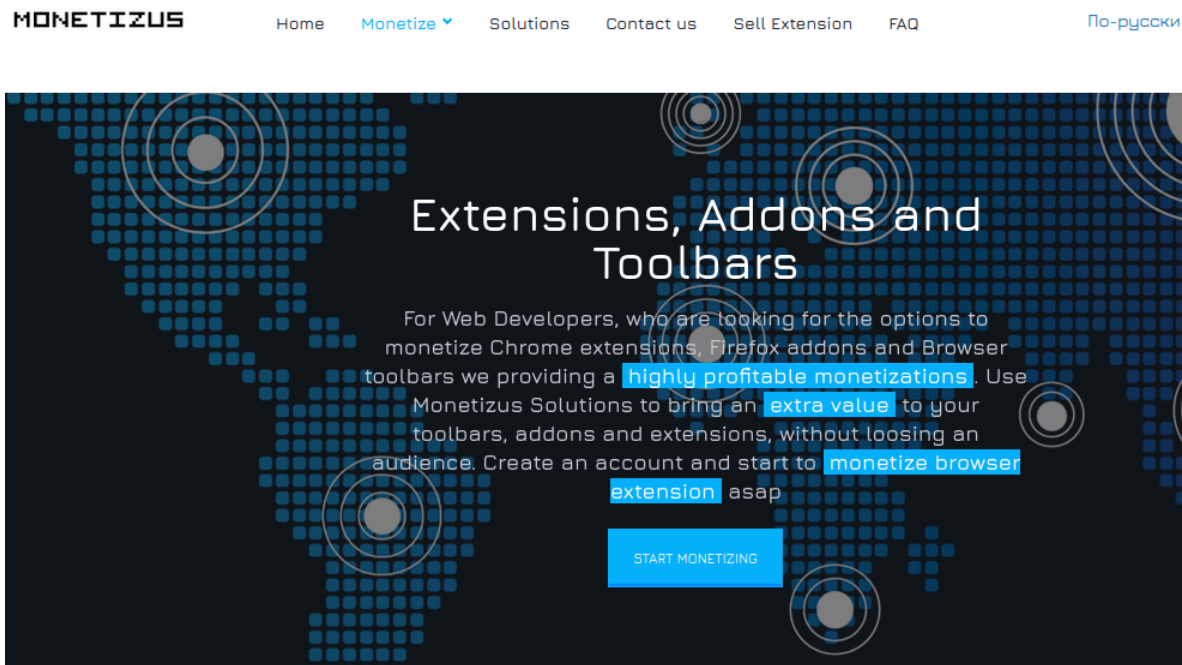 MONETIZUS
Home Monetize Solutions Contact us Sell Extension FAQ По-русски
Extensions, Addons and
Toolbars
For Web Developers, who are looking for the options to
monetize Chrome extensions, Firefox addons and Browser
toolbars we providing a highly profitable monetizations. Use
Monetizus Solutions to bring an extra value to your
toolbars, addons and extensions, without loosing an
audience. Create an account and start to monetize browser
extension asap
START MONETIZING